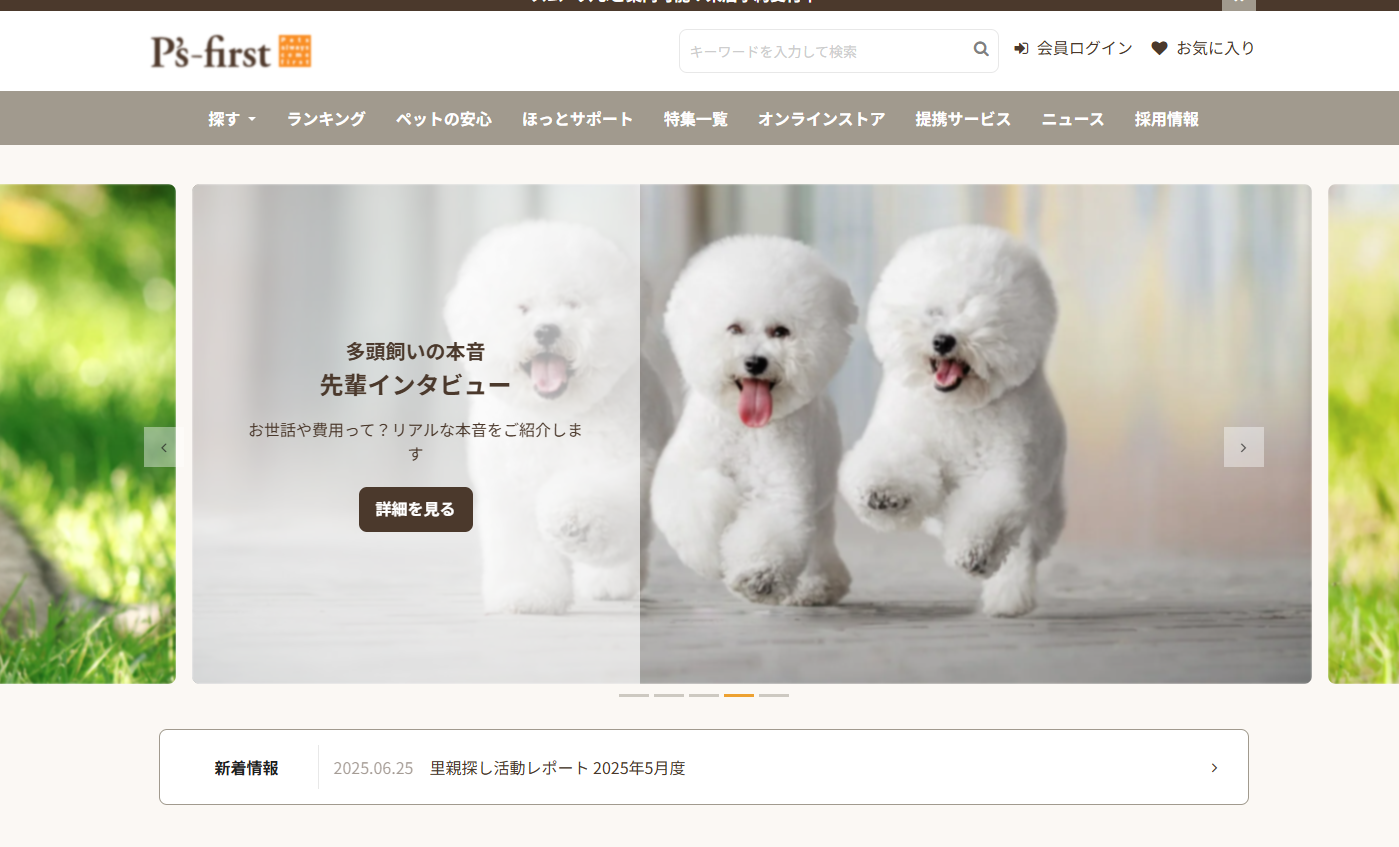 P's-first
キーワードを入力して検索
会員ログイン
お気に入り
探す
ランキング
ペットの安心
ほっとサポート
特集一覧
オンラインストア
提携サービス
ニュース
採用情報
多頭飼いの本音
先輩インタビュー
お世話や費用って？リアルな本音をご紹介しま
す
詳細を見る
新着情報
2025.06.25
里親探し活動レポート 2025年5月度